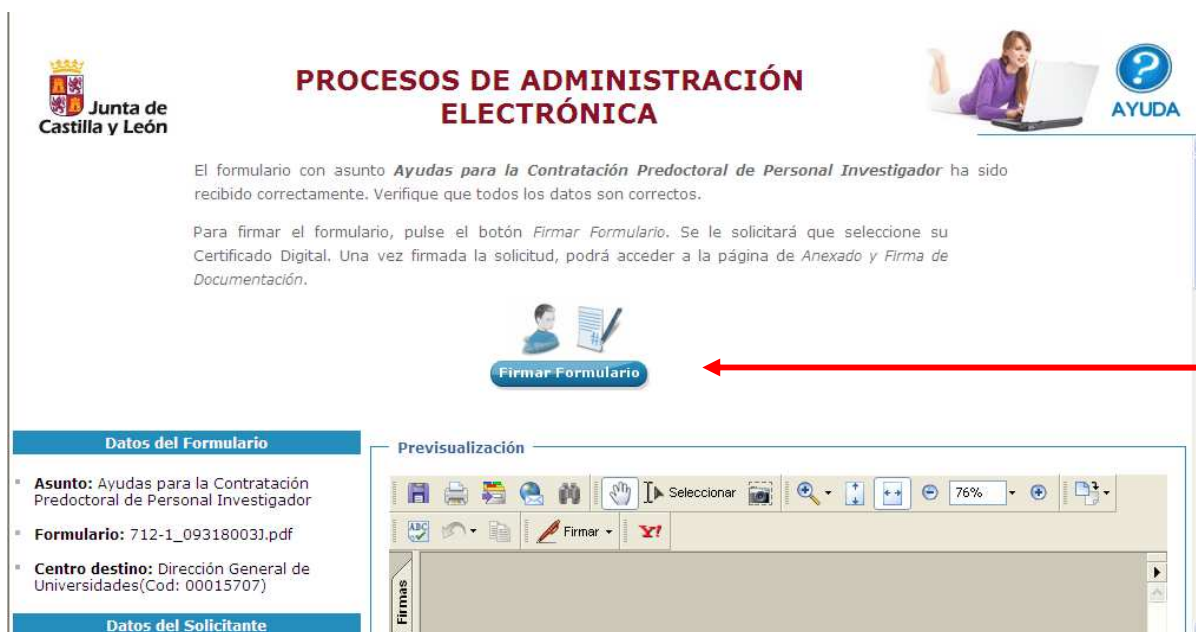 Junta de
Castilla y León
PROCESOS DE ADMINISTRACIÓN
ELECTRÓNICA
?
AYUDA
El formulario con asunto Ayudas para la Contratación Predoctoral de Personal Investigador ha sido
recibido correctamente. Verifique que todos los datos son correctos.
Para firmar el formulario, pulse el botón Firmar Formulario. Se le solicitará que seleccione su
Certificado Digital. Una vez firmada la solicitud, podrá acceder a la página de Anexado y Firma de
Documentación.
Firmar Formulario
Datos del Formulario
Asunto: Ayudas para la Contratación
Predoctoral de Personal Investigador
Formulario: 712-1_09318003J.pdf
Centro destino: Dirección General de
Universidades(Cod: 00015707)
Datos del Solicitante
Previsualización
Seleccionar
76%
ABC
Firmar
Y!
Firmas